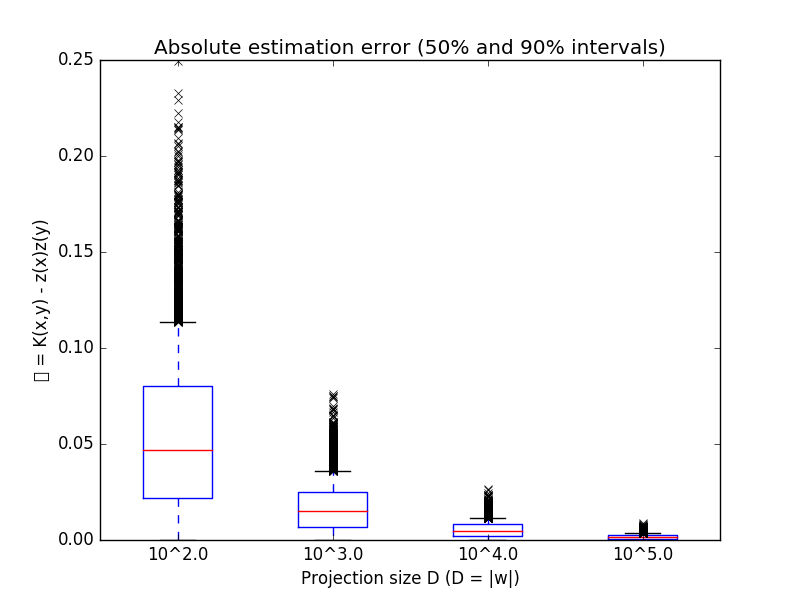 Absolute estimation error (50% and 90% intervals)
0.25
0.20
0.15
0.10
0.05
0.00
▯ = K(x,y) - z(x)z(y)
10^2.0 10^3.0 10^4.0 10^5.0
Projection size D (D = |w|)